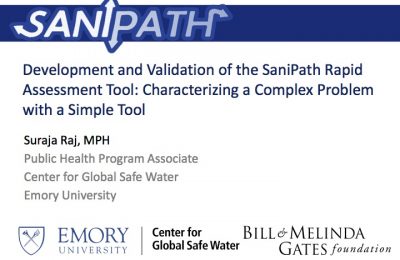 SANIPATH
Development and Validation of the SaniPath Rapid
Assessment Tool: Characterizing a Complex Problem
with a Simple Tool
Suraja Raj, MPH
Public Health Program Associate
Center for Global Safe Water
Emory University
EMORY
UNIVERSITY
Center for
Global Safe Water
BILL & MELINDA
GATES foundation